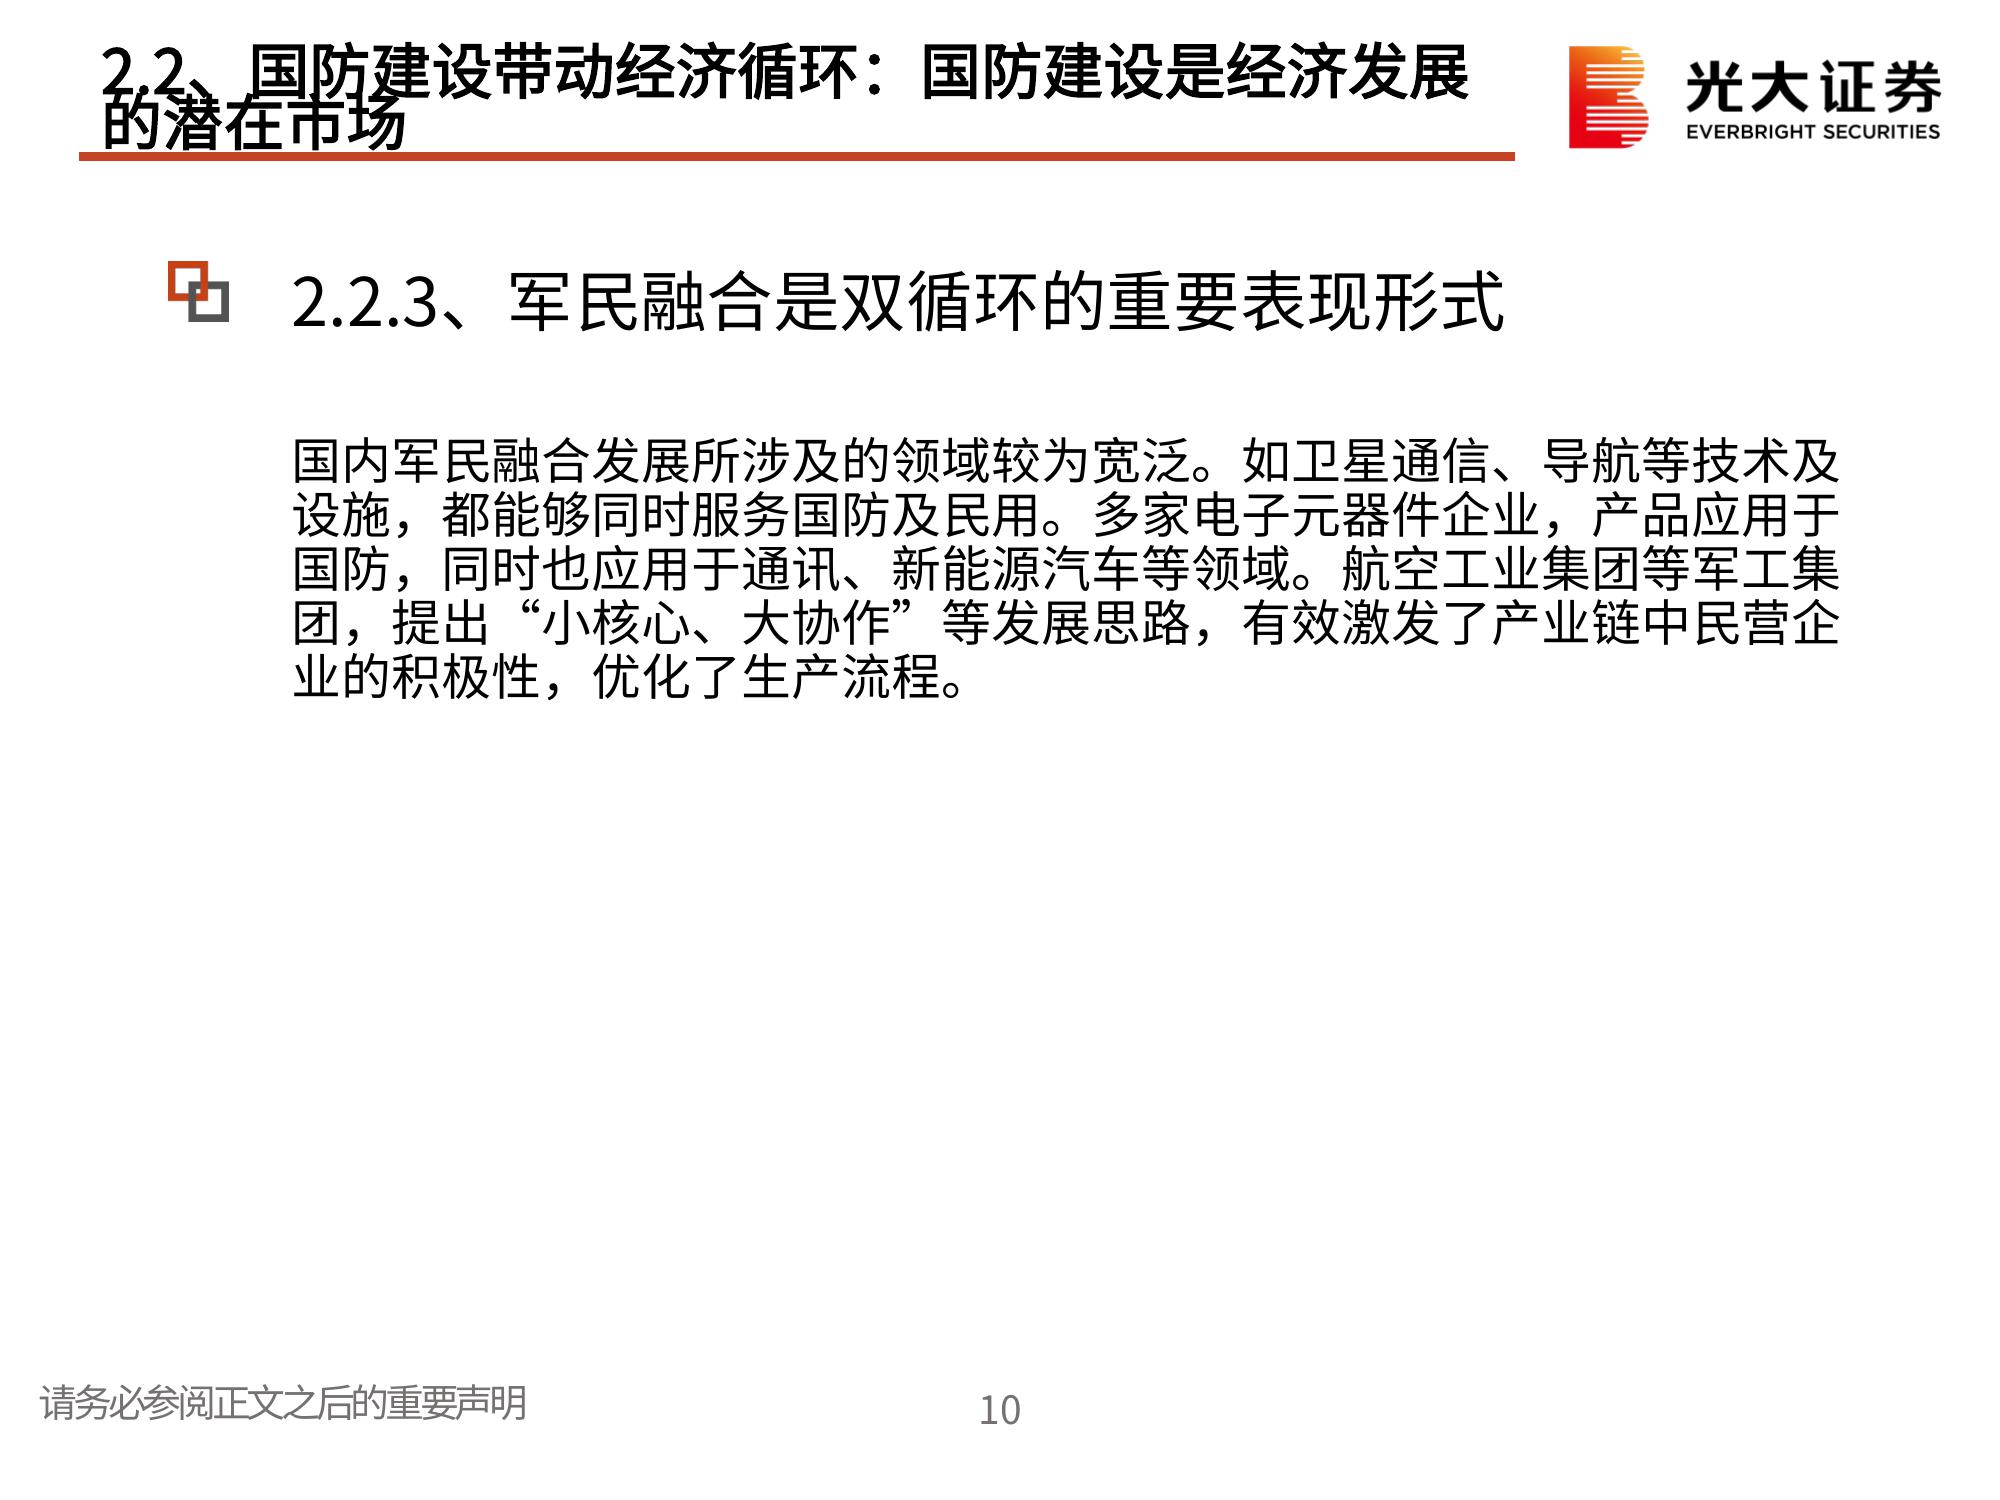 2.2、国防建设带动经济循环：国防建设是经济发展
的潜在市场
光大证券
EVERBRIGHT SECURITIES
2.2.3、军民融合是双循环的重要表现形式
国内军民融合发展所涉及的领域较为宽泛。如卫星通信、导航等技术及
设施，都能够同时服务国防及民用。多家电子元器件企业，产品应用于
国防，同时也应用于通讯、新能源汽车等领域。航空工业集团等军工集
团，提出“小核心、大协作”等发展思路，有效激发了产业链中民营企
业的积极性，优化了生产流程。
请务必参阅正文之后的重要声明
10